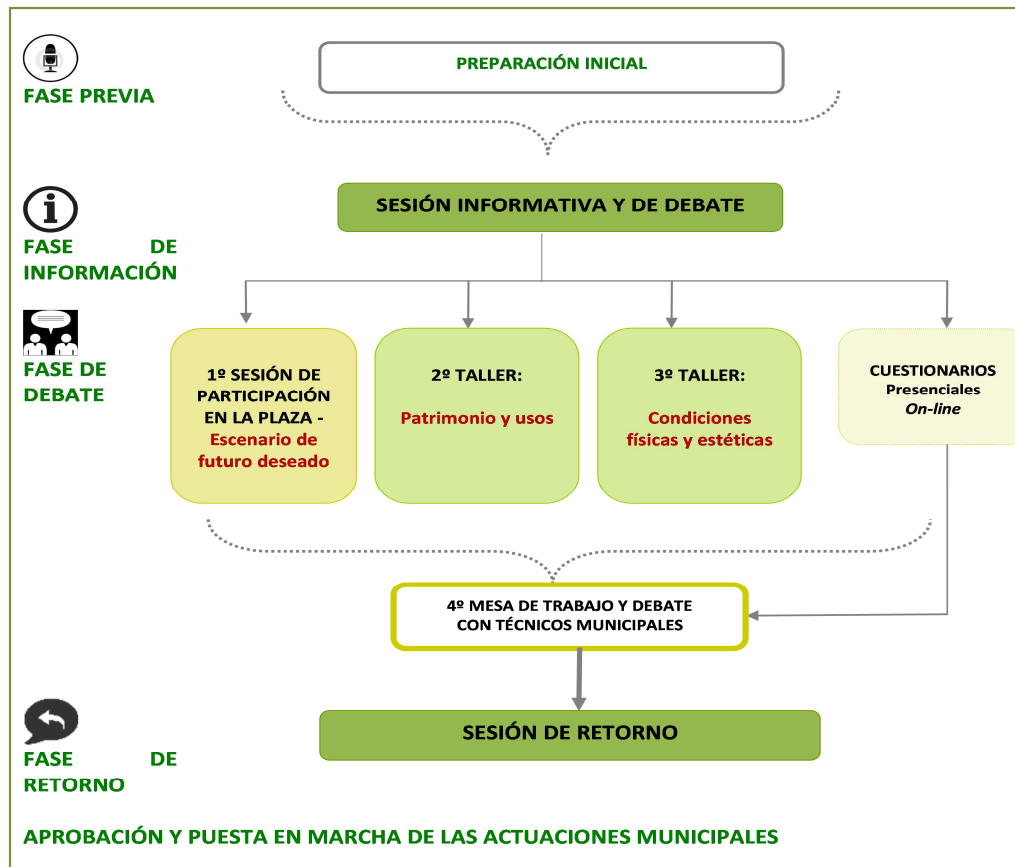 PREPARACIÓN INICIAL
FASE PREVIA
SESIÓN INFORMATIVA Y DE DEBATE
FASE DE
INFORMACIÓN
FASE DE
DEBATE
1º SESIÓN DE
PARTICIPACIÓN
EN LA PLAZA -
Escenario de
futuro deseado
2º TALLER:
Patrimonio y usos
3º TALLER:
Condiciones
físicas y estéticas
CUESTIONARIOS
Presenciales
On-line
4º MESA DE TRABAJO Y DEBATE
CON TÉCNICOS MUNICIPALES
SESIÓN DE RETORNO
FASE DE
RETORNO
APROBACIÓN Y PUESTA EN MARCHA DE LAS ACTUACIONES MUNICIPALES